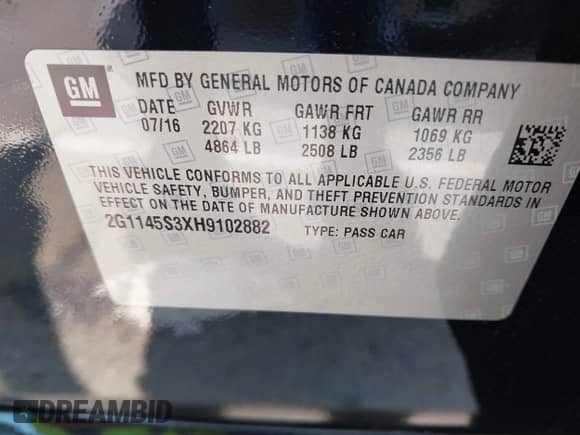 GM
MFD BY GENERAL MOTORS OF CANADA COMPANY
DATE GVWR GAWR FRT GAWR RR
07/16 2207 KG 1138 KG 1069 KG
4864 LB 2508 LB 2356 LB
THIS VEHICLE CONFORMS TO ALL APPLICABLE U.S. FEDERAL MOTOR
VEHICLE SAFETY, BUMPER, AND THEFT PREVENTION STANDARDS IN
EFFECT ON THE DATE OF MANUFACTURE SHOWN ABOVE.
2G1145S3XH9102882 TYPE: PASS CAR
DREAMBID